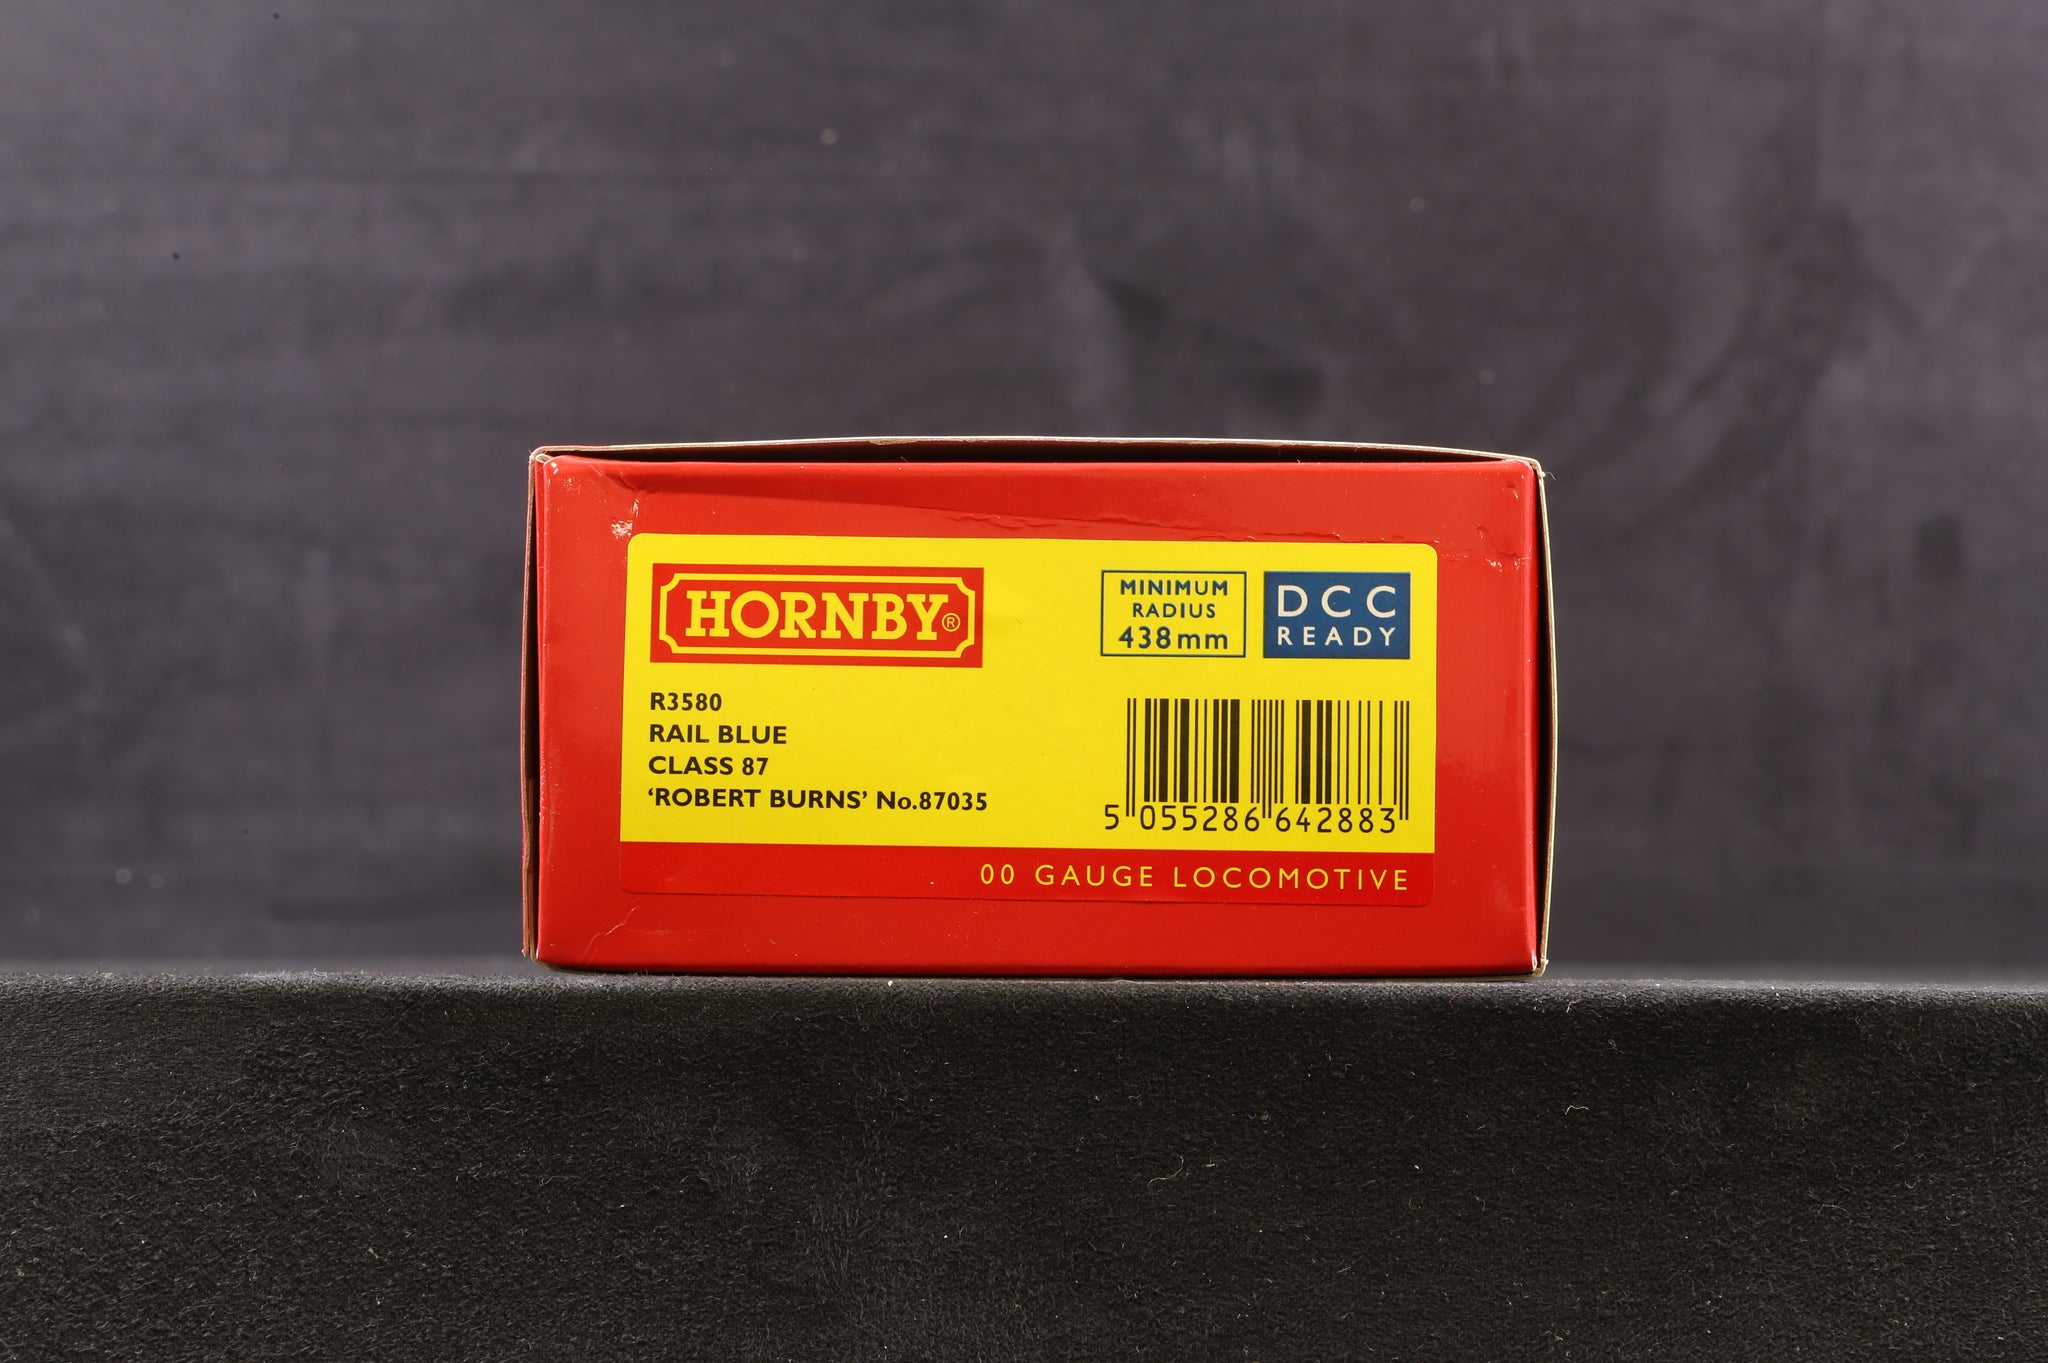 HORNBY®
MINIMUM
RADIUS
438mm
DCC
READY
R3580
RAIL BLUE
CLASS 87
‘ROBERT BURNS’ No.87035
5 055286 642883
00 GAUGE LOCOMOTIVE